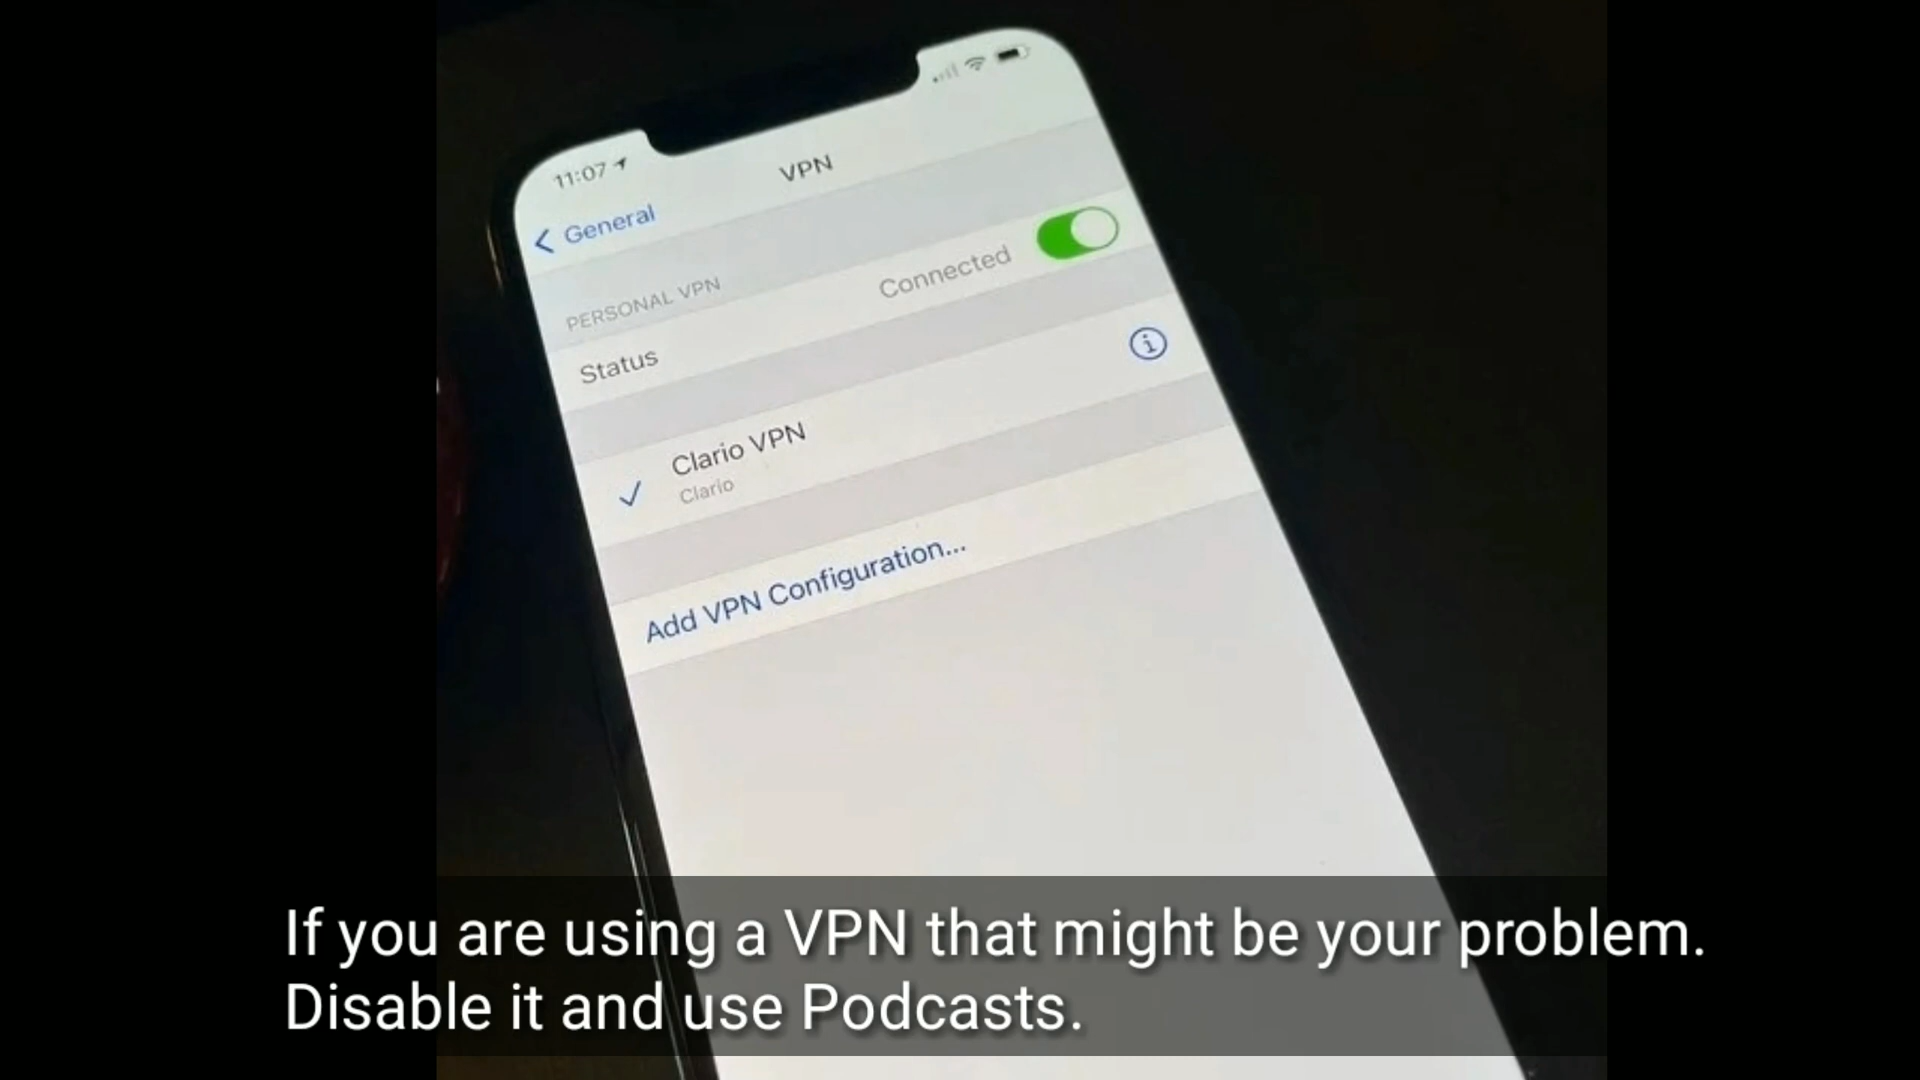 11:07
VPN
General
PERSONAL VPN
Status
Connected
Clario VPN
Clario
Add VPN Configuration...
If you are using a VPN that might be your problem.
Disable it and use Podcasts.